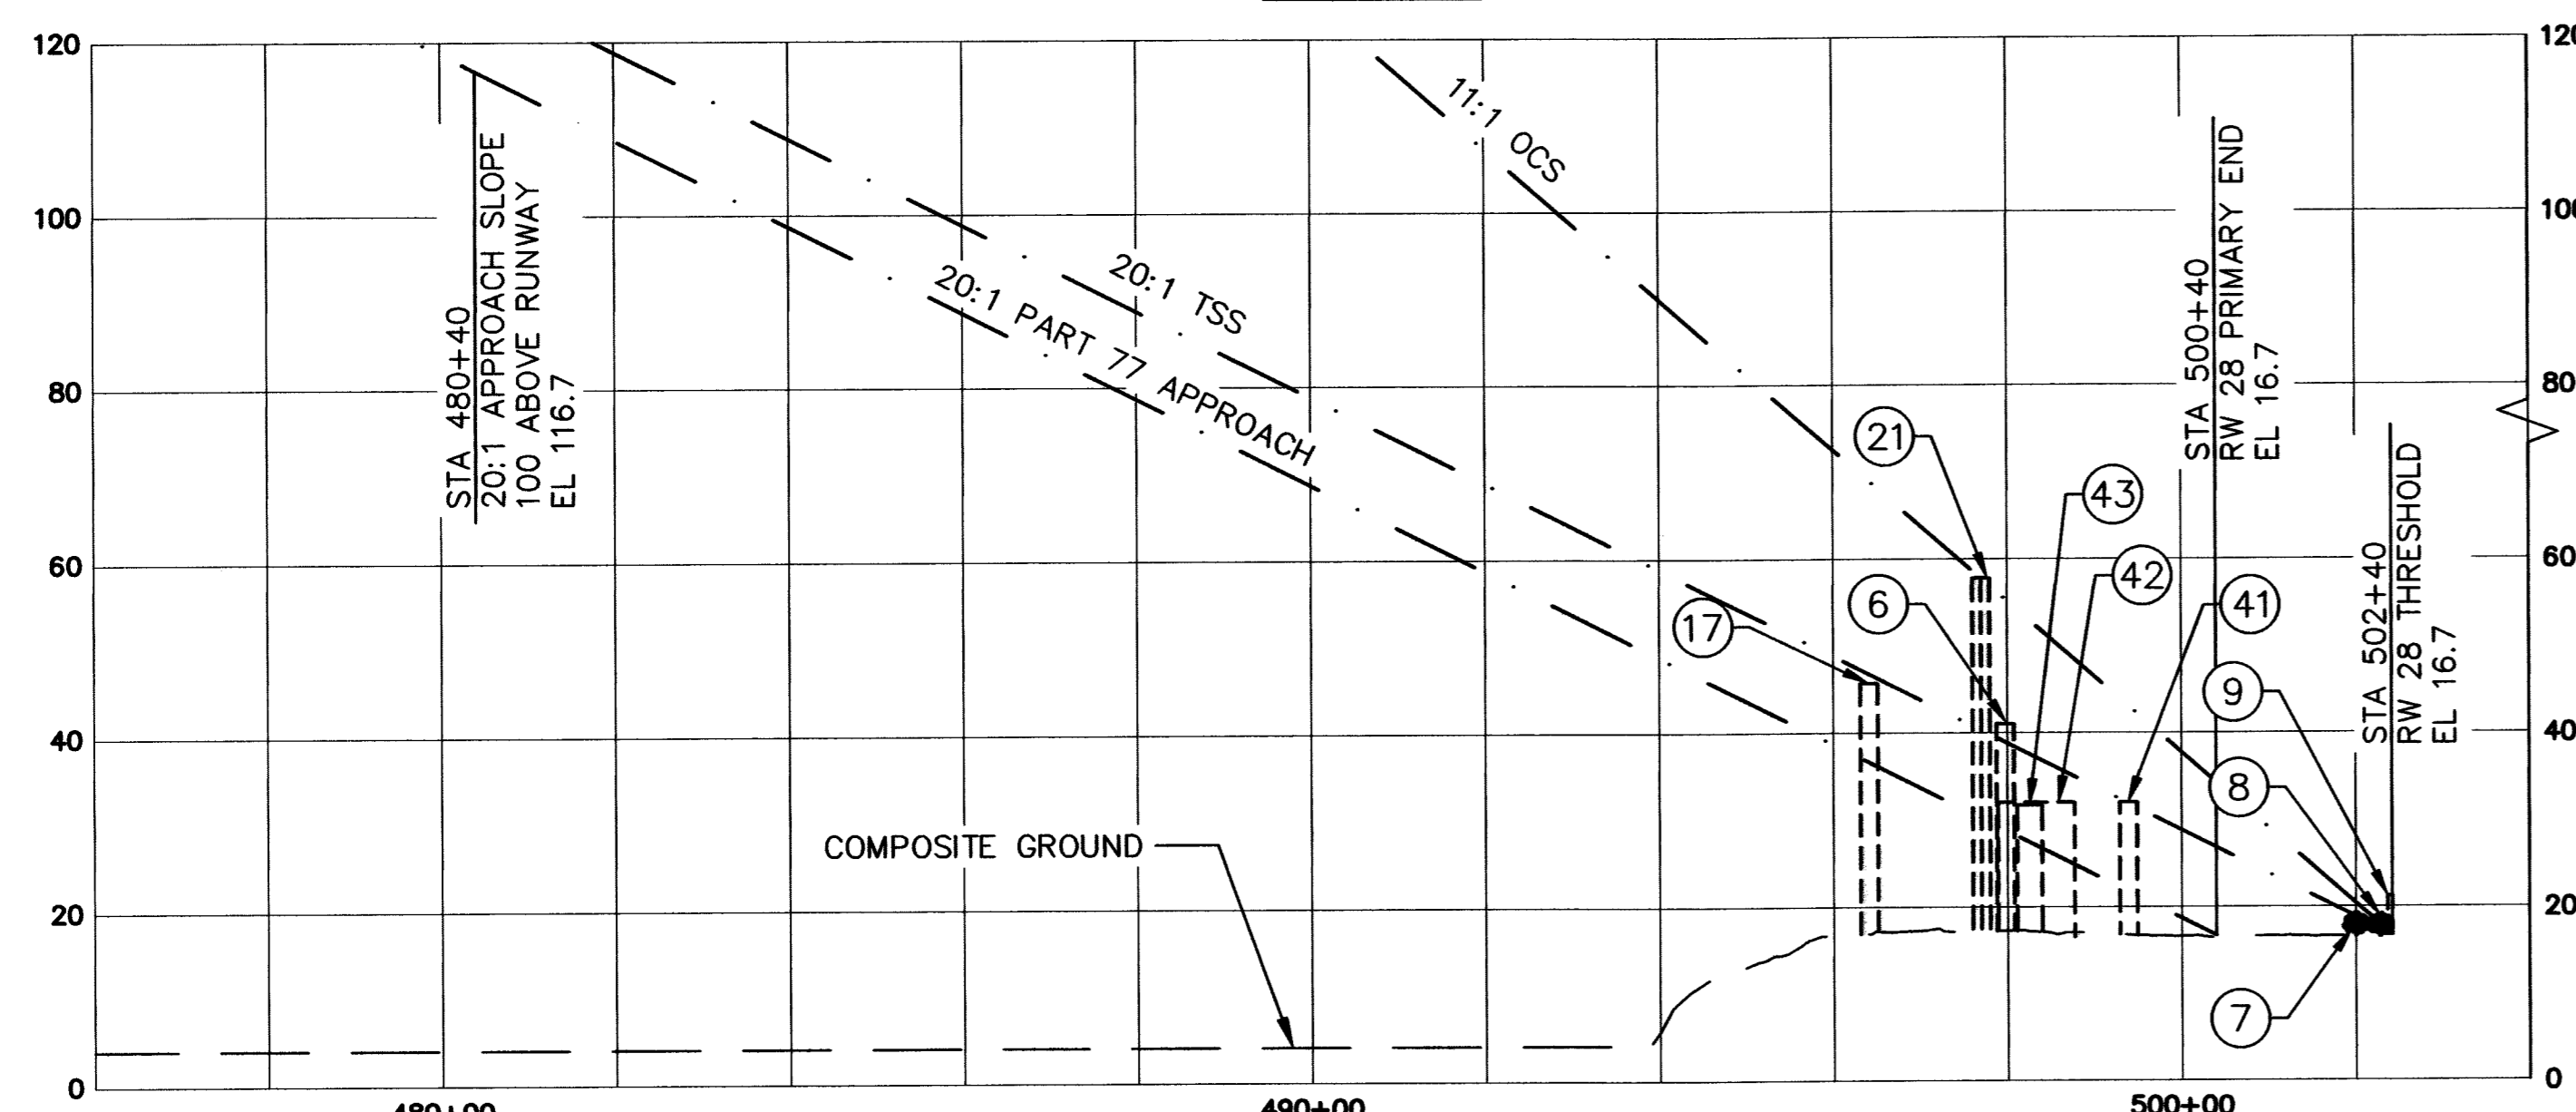 120
100
80
60
40
20
0
STA 480+40
20:1 APPROACH SLOPE
100 ABOVE RUNWAY
EL 116.7
20:1 PART 77 APPROACH
20:1 TSS
11:1 OCS
COMPOSITE GROUND
17
21
6
43
42
41
9
8
7
STA 500+40
RW 28 PRIMARY END
EL 16.7
STA 502+40
RW 28 THRESHOLD
EL 16.7
120
100
80
60
40
20
0
480+00
490+00
500+00